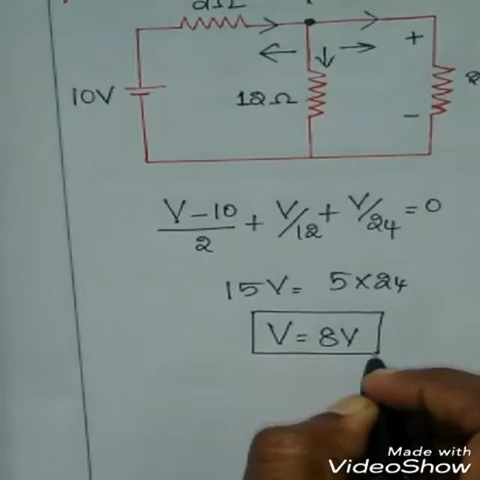 2Ω
10V
12Ω
+
-
V-10/2 + V/12 + V/24 = 0
15V = 5×24
V = 8V
Made with
VideoShow